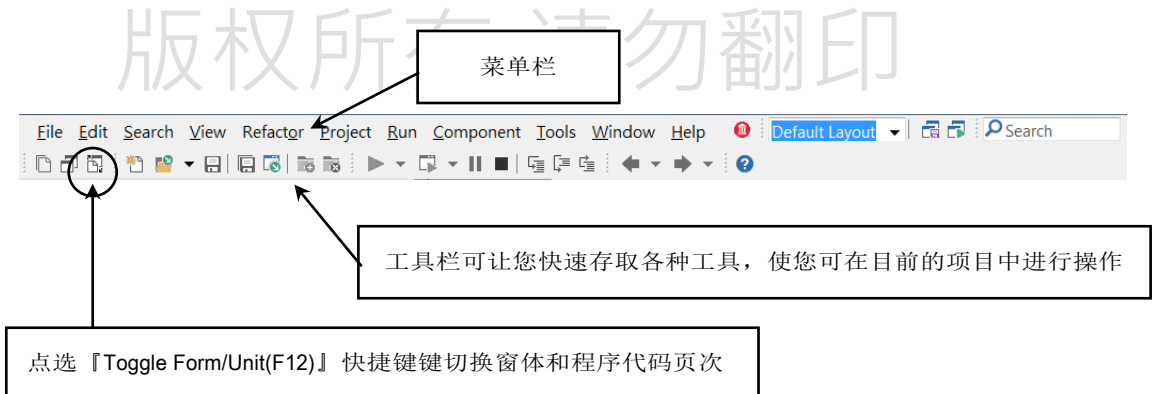 版权所有 请勿翻印
菜单栏
File Edit Search View Refactor Project Run Component Tools Window Help Default Layout Search
工具栏可让您快速存取各种工具，使您可在目前的项目中进行操作
点选『Toggle Form/Unit(F12)』快捷键键切换窗体和程序代码页次